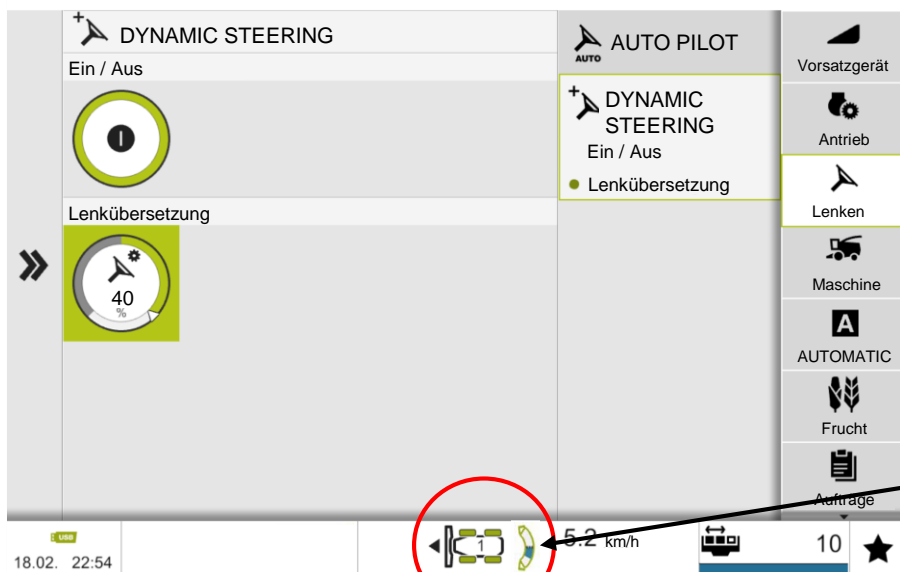 DYNAMIC STEERING
Ein / Aus
Lenkübersetzung
40
%
AUTO PILOT
AUTO
DYNAMIC
STEERING
Ein / Aus
Lenkübersetzung
Vorsatzgerät
Antrieb
Lenken
Maschine
A
AUTOMATIC
Frucht
Aufträge
USB
18.02. 22:54
1
5.2 km/h
10